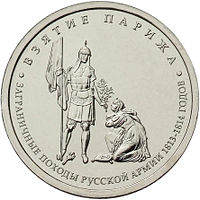 ВЗЯТИЕ ПАРИЖА
ЗАГРАНИЧНЫЕ ПОХОДЫ РУССКОЙ АРМИИ 1813-1814 ГОДОВ